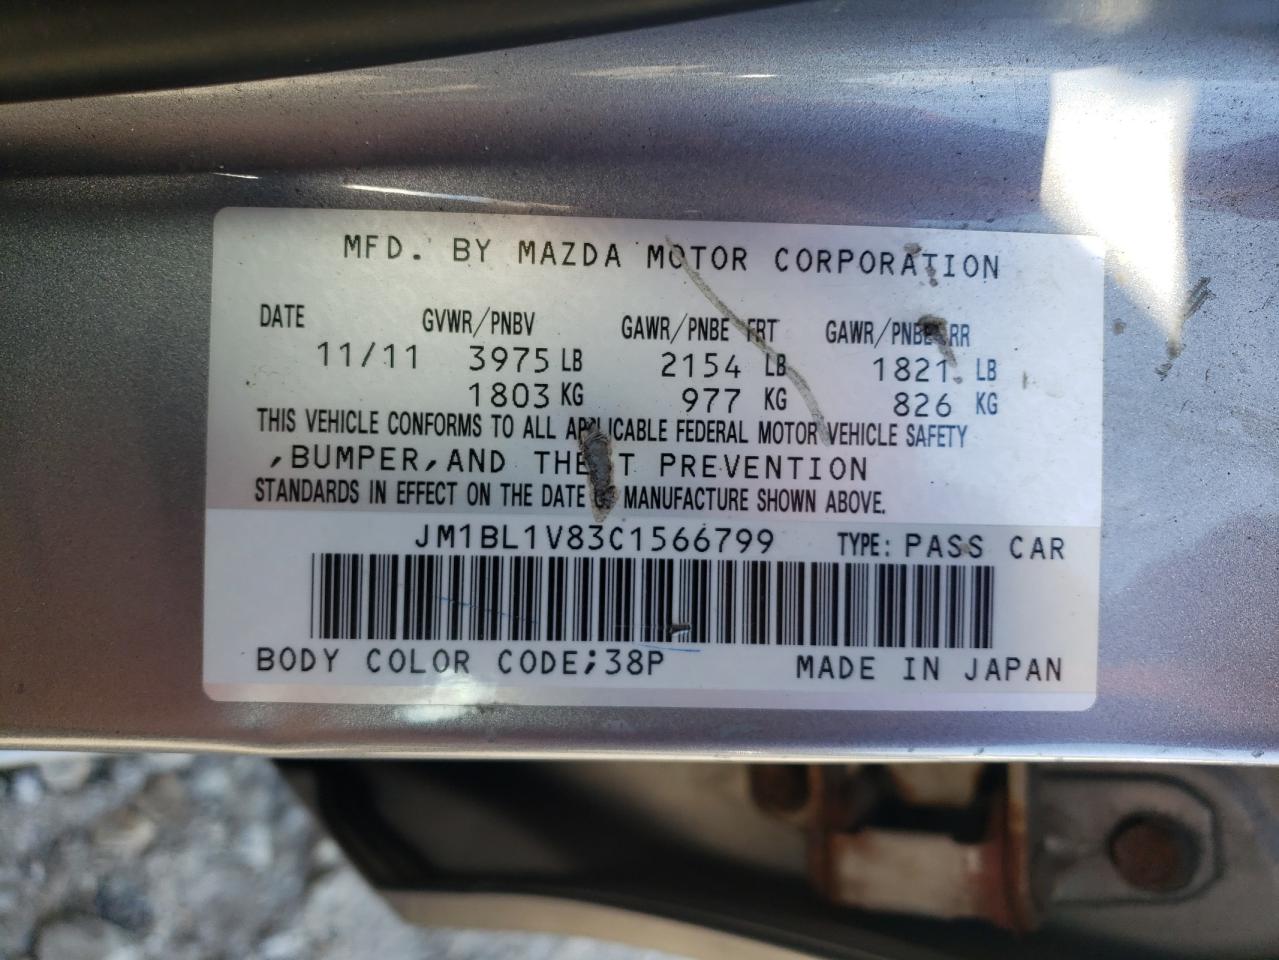 MFD. BY MAZDA MOTOR CORPORATION
DATE GVWR/PNBV GAWR/PNBE FRT GAWR/PNBE RR
11/11 3975 LB 2154 LB 1821 LB
1803 KG 977 KG 826 KG
THIS VEHICLE CONFORMS TO ALL APPLICABLE FEDERAL MOTOR VEHICLE SAFETY
,BUMPER,AND THEFT PREVENTION
STANDARDS IN EFFECT ON THE DATE OF MANUFACTURE SHOWN ABOVE.
JM1BL1V83C1566799 TYPE: PASS CAR
BODY COLOR CODE;38P MADE IN JAPAN